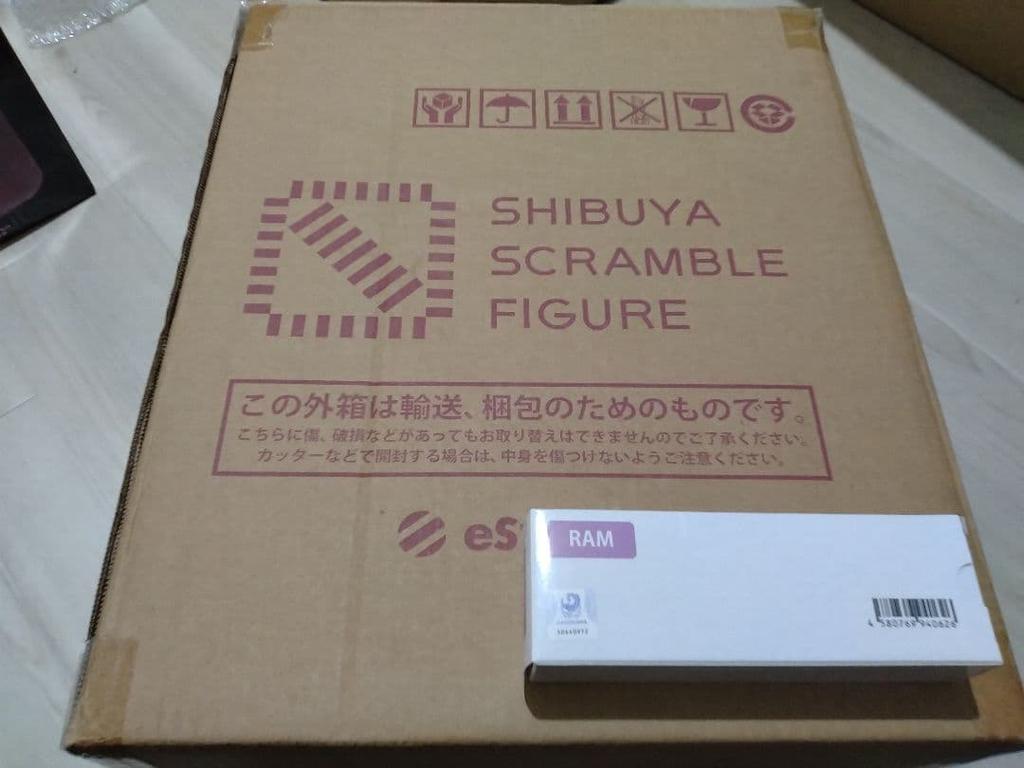 SHIBUYA
SCRAMBLE
FIGURE
この外箱は輸送、梱包のためのものです。
こちらに傷、破損などがあってもお取り替えはできませんのでご了承ください。
カッターなどで開封する場合は、中身を傷つけないようご注意ください。
eS
RAM
4 580769 940626